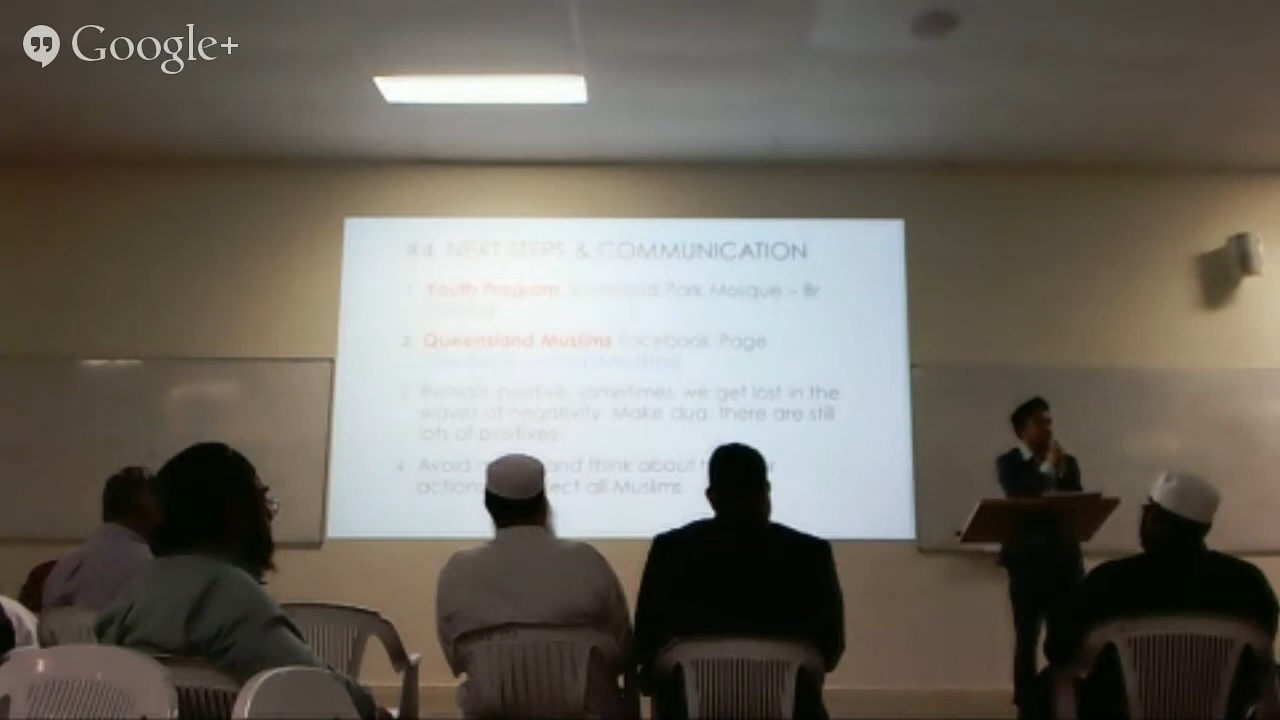 Google+
#4 NEXT STEPS & COMMUNICATION
1. Youth Program, Park Mosque – Br
2. Queensland Muslims Facebook Page
3. Remain positive, sometimes we get lost in the
waves of negativity. Make dua, there are still
lots of positives
4. Avoid and think about
actions ect all Muslims